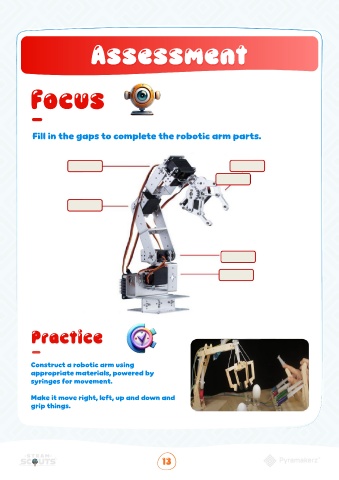 Assessment
Focus
Fill in the gaps to complete the robotic arm parts.
Practice
Construct a robotic arm using
appropriate materials, powered by
syringes for movement.
Make it move right, left, up and down and
grip things.
STEAM
SCOUTS
13
Pyramakerz